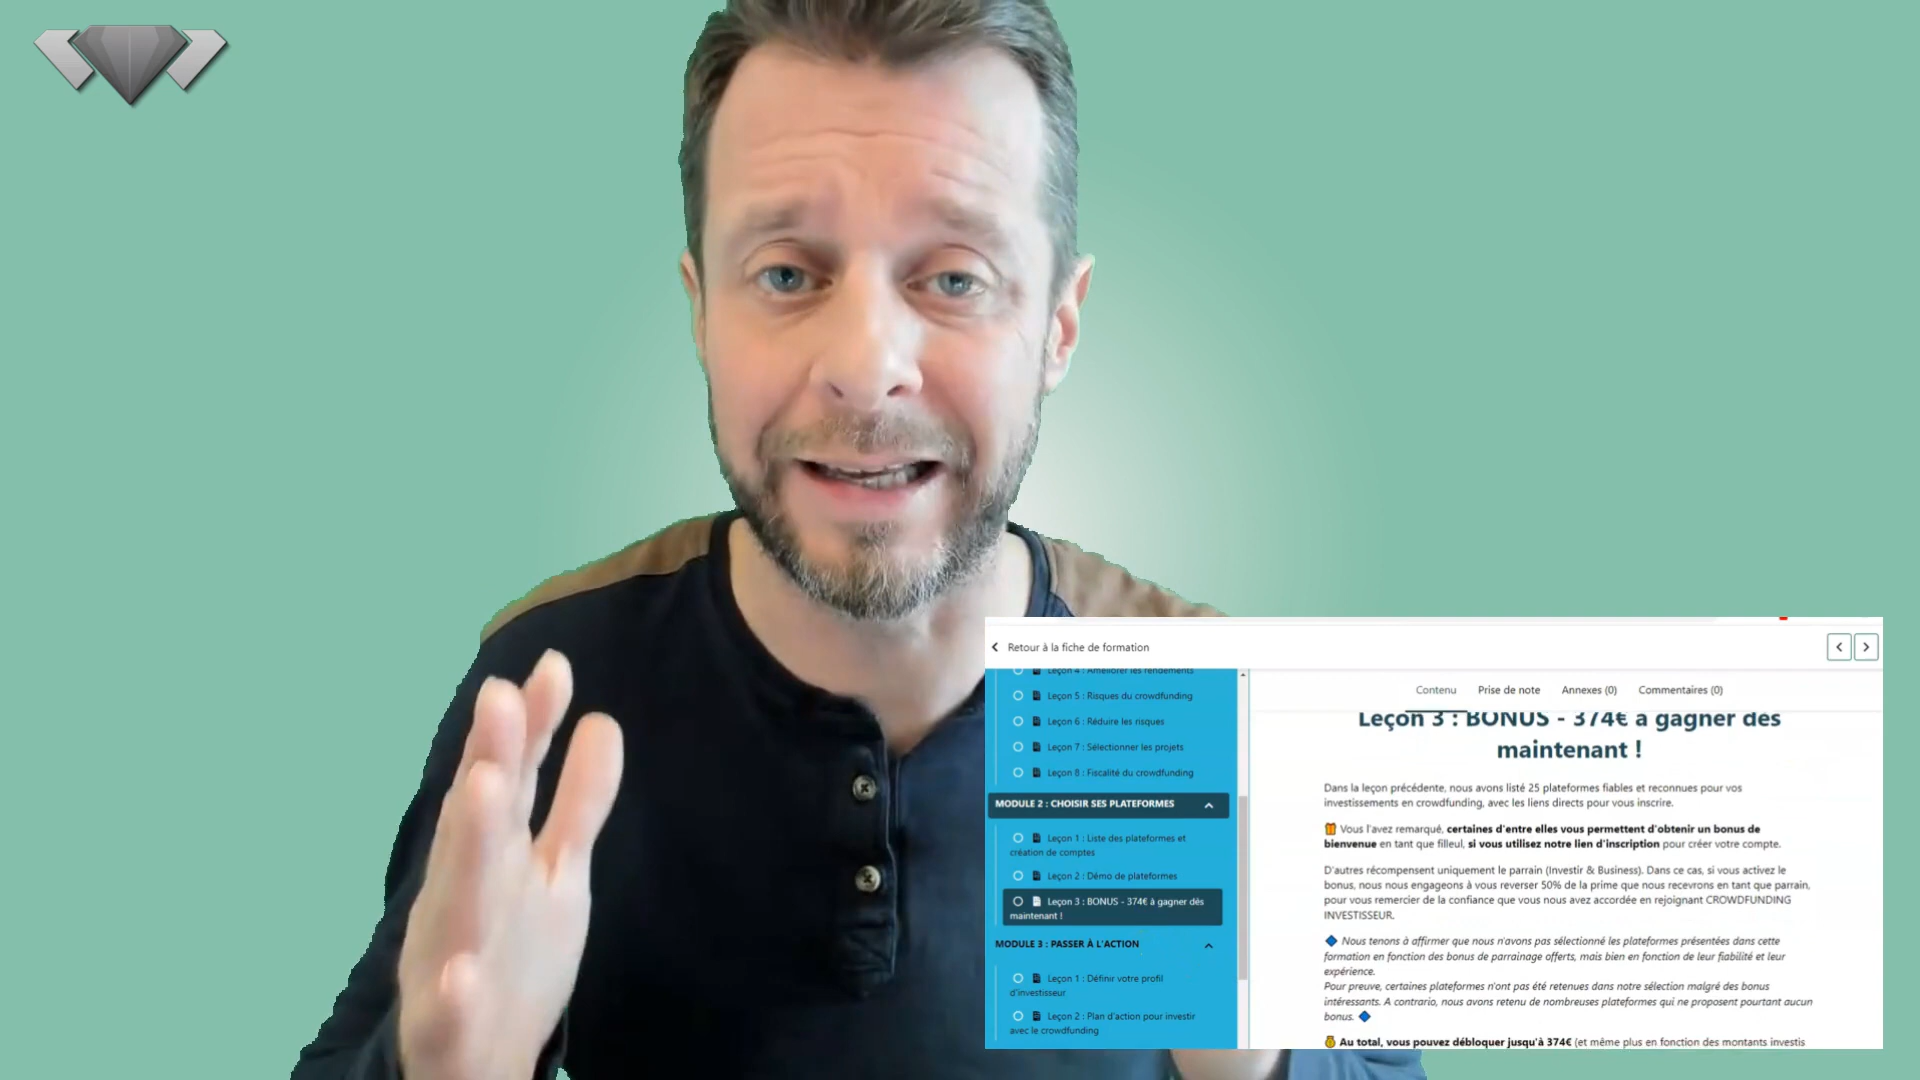 Retour à la fiche de formation
Leçon 4 : Améliorer les rendements
Leçon 5 : Risques du crowdfunding
Leçon 6 : Réduire les risques
Leçon 7 : Sélectionner les projets
Leçon 8 : Fiscalité du crowdfunding
MODULE 2 : CHOISIR SES PLATEFORMES
Leçon 1 : Liste des plateformes et
création de comptes
Leçon 2 : Démo de plateformes
Leçon 3 : BONUS - 374€ à gagner dès
maintenant !
MODULE 3 : PASSER À L'ACTION
Leçon 1 : Définir votre profil
d'investisseur
Leçon 2 : Plan d'action pour investir
avec le crowdfunding
Contenu Prise de note Annexes (0) Commentaires (0)
Leçon 3 : BONUS - 374€ à gagner dès
maintenant !
Dans la leçon précédente, nous avons listé 25 plateformes fiables et reconnues pour vos
investissements en crowdfunding, avec les liens directs pour vous inscrire.
Vous l'avez remarqué, certaines d'entre elles vous permettent d'obtenir un bonus de
bienvenue en tant que filleul, si vous utilisez notre lien d'inscription pour créer votre compte.
D'autres récompensent uniquement le parrain (Investir & Business). Dans ce cas, si vous activez le
bonus, nous nous engageons à vous reverser 50% de la prime que nous recevrons en tant que parrain,
pour vous remercier de la confiance que vous nous avez accordée en rejoignant CROWDFUNDING
INVESTISSEUR.
Nous tenons à affirmer que nous n'avons pas sélectionné les plateformes présentées dans cette
formation en fonction des bonus de parrainage offerts, mais bien en fonction de leur fiabilité et leur
expérience.
Pour preuve, certaines plateformes n'ont pas été retenues dans notre sélection malgré des bonus
intéressants. A contrario, nous avons retenu de nombreuses plateformes qui ne proposent pourtant aucun
bonus.
Au total, vous pouvez débloquer jusqu'à 374€ (et même plus en fonction des montants investis